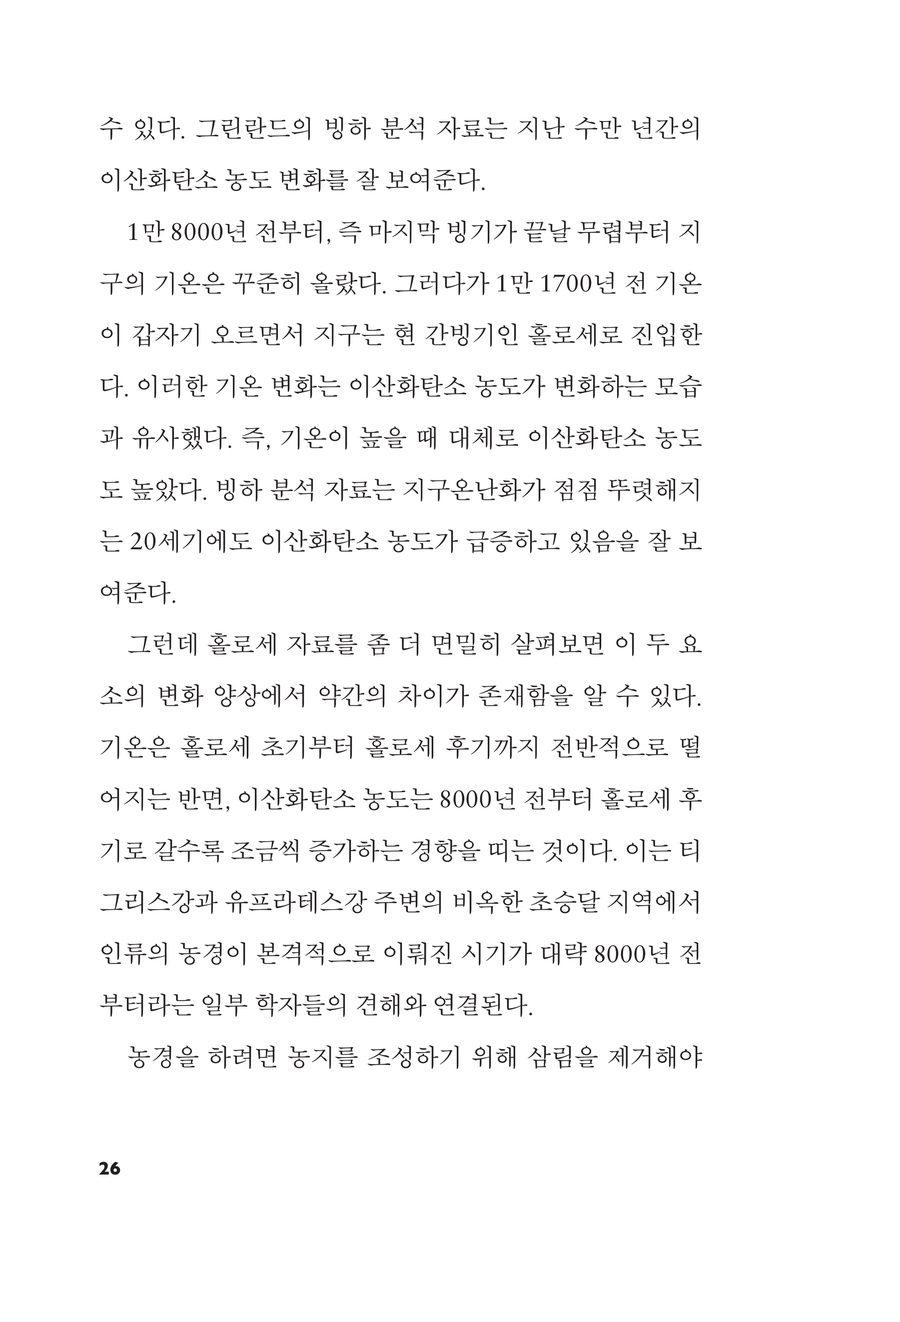 수 있다. 그린란드의 빙하 분석 자료는 지난 수만 년간의
이산화탄소 농도 변화를 잘 보여준다.
1만 8000년 전부터, 즉 마지막 빙기가 끝날 무렵부터 지
구의 기온은 꾸준히 올랐다. 그러다가 1만 1700년 전 기온
이 갑자기 오르면서 지구는 현 간빙기인 홀로세로 진입한
다. 이러한 기온 변화는 이산화탄소 농도가 변화하는 모습
과 유사했다. 즉, 기온이 높을 때 대체로 이산화탄소 농도
도 높았다. 빙하 분석 자료는 지구온난화가 점점 뚜렷해지
는 20세기에도 이산화탄소 농도가 급증하고 있음을 잘 보
여준다.
그런데 홀로세 자료를 좀 더 면밀히 살펴보면 이 두 요
소의 변화 양상에서 약간의 차이가 존재함을 알 수 있다.
기온은 홀로세 초기부터 홀로세 후기까지 전반적으로 떨
어지는 반면, 이산화탄소 농도는 8000년 전부터 홀로세 후
기로 갈수록 조금씩 증가하는 경향을 띠는 것이다. 이는 티
그리스강과 유프라테스강 주변의 비옥한 초승달 지역에서
인류의 농경이 본격적으로 이뤄진 시기가 대략 8000년 전
부터라는 일부 학자들의 견해와 연결된다.
농경을 하려면 농지를 조성하기 위해 삼림을 제거해야
26